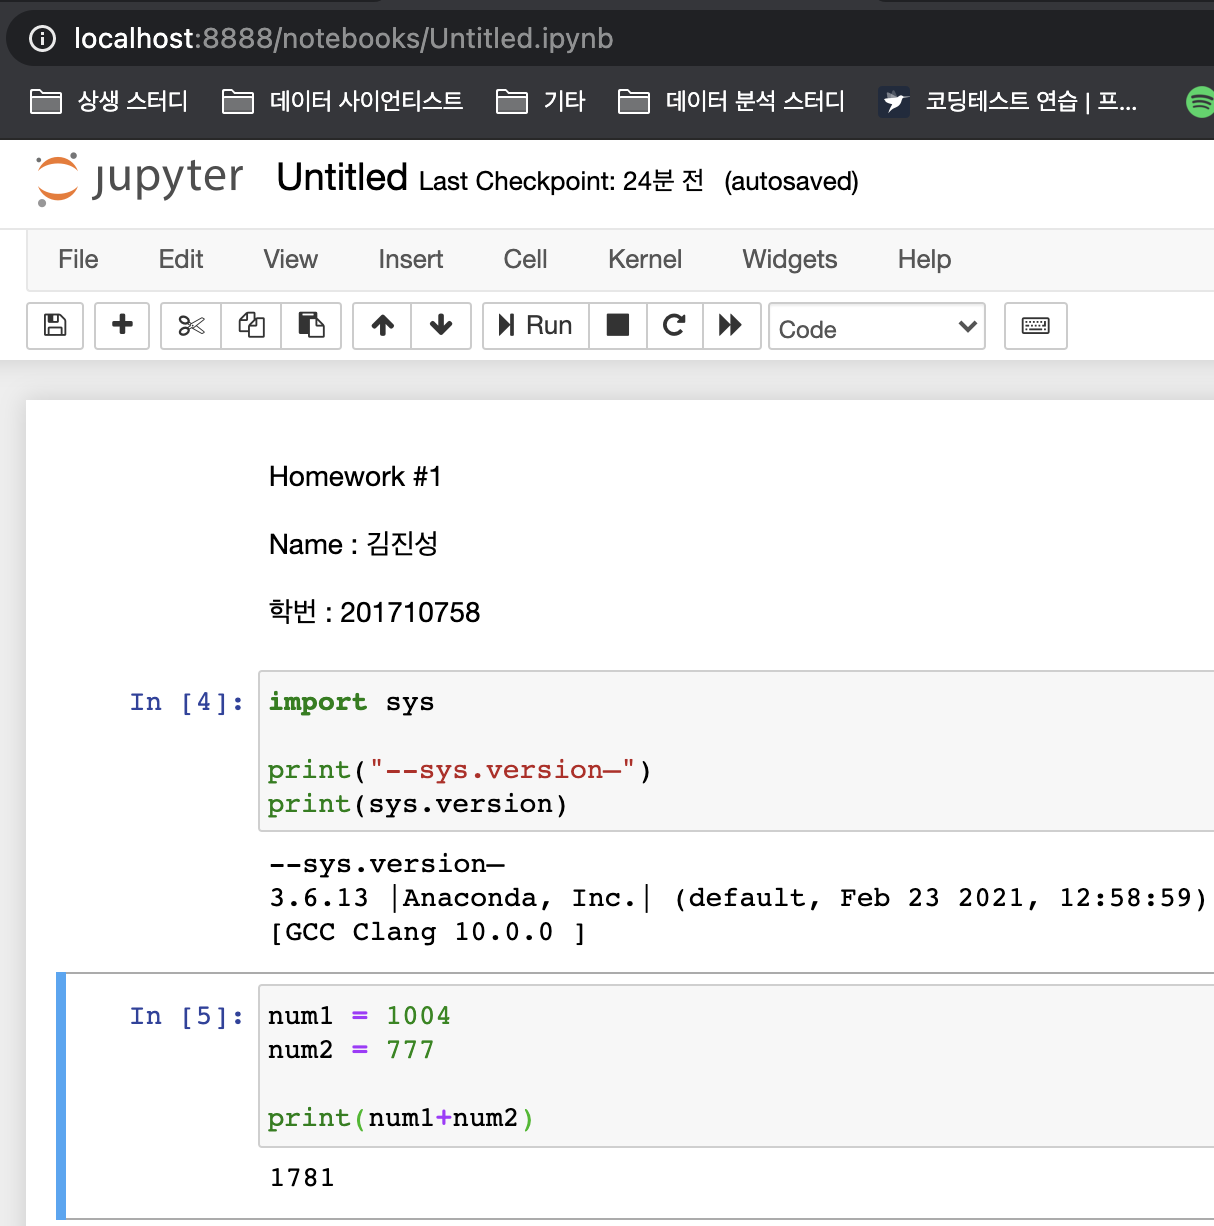 localhost:8888/notebooks/Untitled.ipynb
상생 스터디 데이터 사이언티스트 기타 데이터 분석 스터디 코딩테스트 연습 | 프...
jupyter Untitled Last Checkpoint: 24분 전 (autosaved)
File Edit View Insert Cell Kernel Widgets Help
Run Code
Homework #1
Name : 김진성
학번 : 201710758
In [4]: import sys
print("--sys.version—")
print(sys.version)
--sys.version—
3.6.13 |Anaconda, Inc.| (default, Feb 23 2021, 12:58:59)
[GCC Clang 10.0.0 ]
In [5]: num1 = 1004
num2 = 777
print(num1+num2)
1781